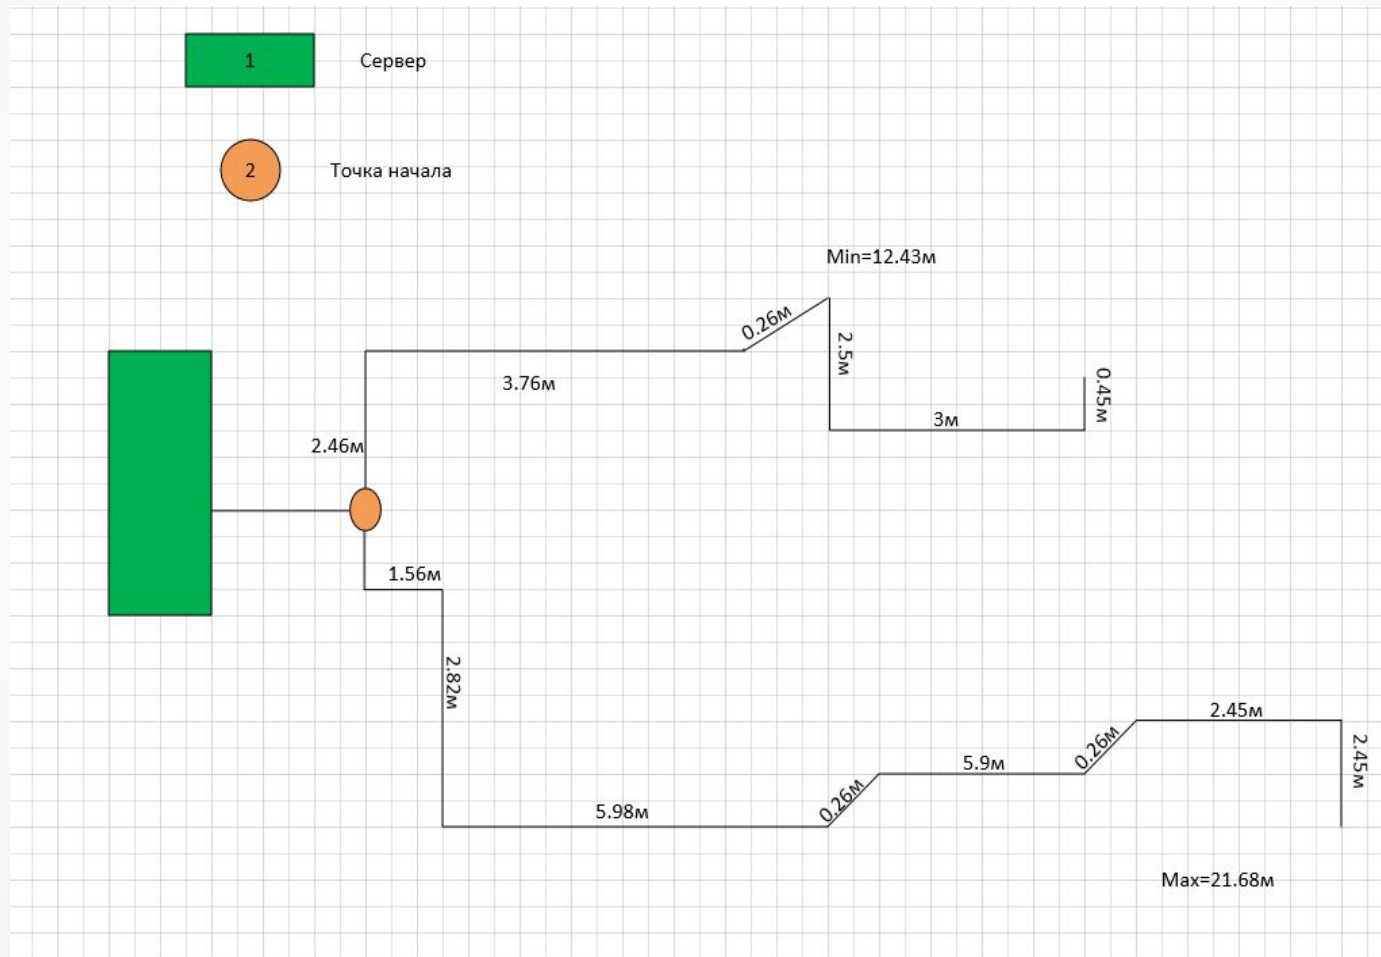 1
Сервер
2
Точка начала
Min=12.43м
0.26м
2.5м
3.76м
0.45м
3м
2.46м
1.56м
2.82м
2.45м
0.26м
2.45м
5.9м
0.26м
5.98м
Max=21.68м